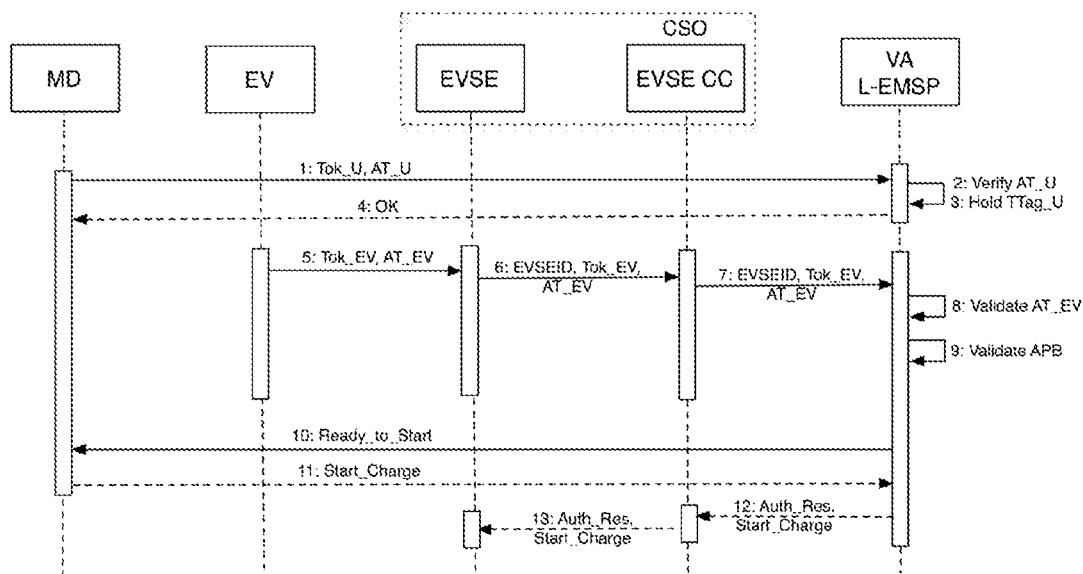 CSO
MD
EV
EVSE
EVSE CC
VA
L-EMSP
1: Tok_U, AT_U
2: Verify AT_U
3: Hold TTag_U
4: OK
5: Tok_EV, AT_EV
6: EVSEID, Tok_EV,
AT_EV
7: EVSEID, Tok_EV,
AT_EV
8: Validate AT_EV
9: Validate APB
10: Ready_to_Start
11: Start_Charge
12: Auth_Res,
Start_Charge
13: Auth_Res,
Start_Charge